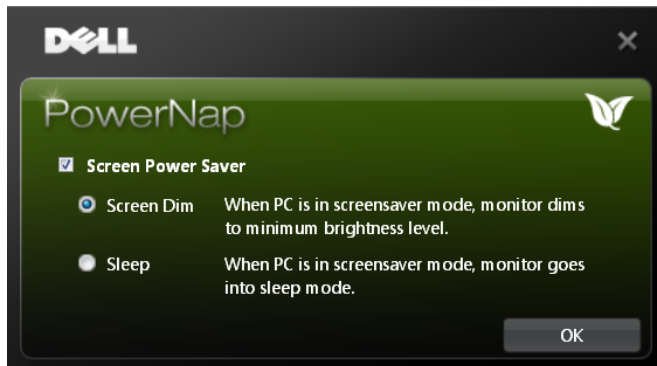 DELL
PowerNap
Screen Power Saver
Screen Dim When PC is in screensaver mode, monitor dims
to minimum brightness level.
Sleep When PC is in screensaver mode, monitor goes
into sleep mode.
OK